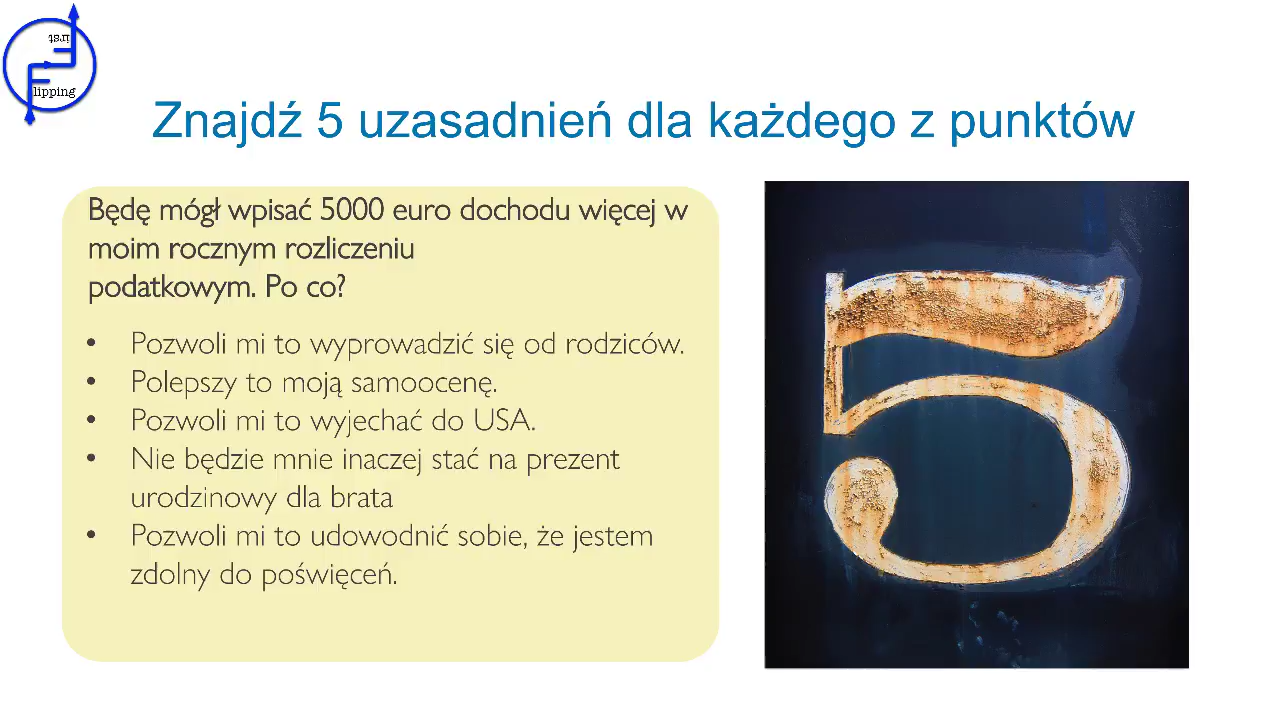 First
Flipping
Znajdź 5 uzasadnień dla każdego z punktów
Będę mógł wpisać 5000 euro dochodu więcej w
moim rocznym rozliczeniu
podatkowym. Po co?
• Pozwoli mi to wyprowadzić się od rodziców.
• Polepszy to moją samoocenę.
• Pozwoli mi to wyjechać do USA.
• Nie będzie mnie inaczej stać na prezent
urodzinowy dla brata
• Pozwoli mi to udowodnić sobie, że jestem
zdolny do poświęceń.
5